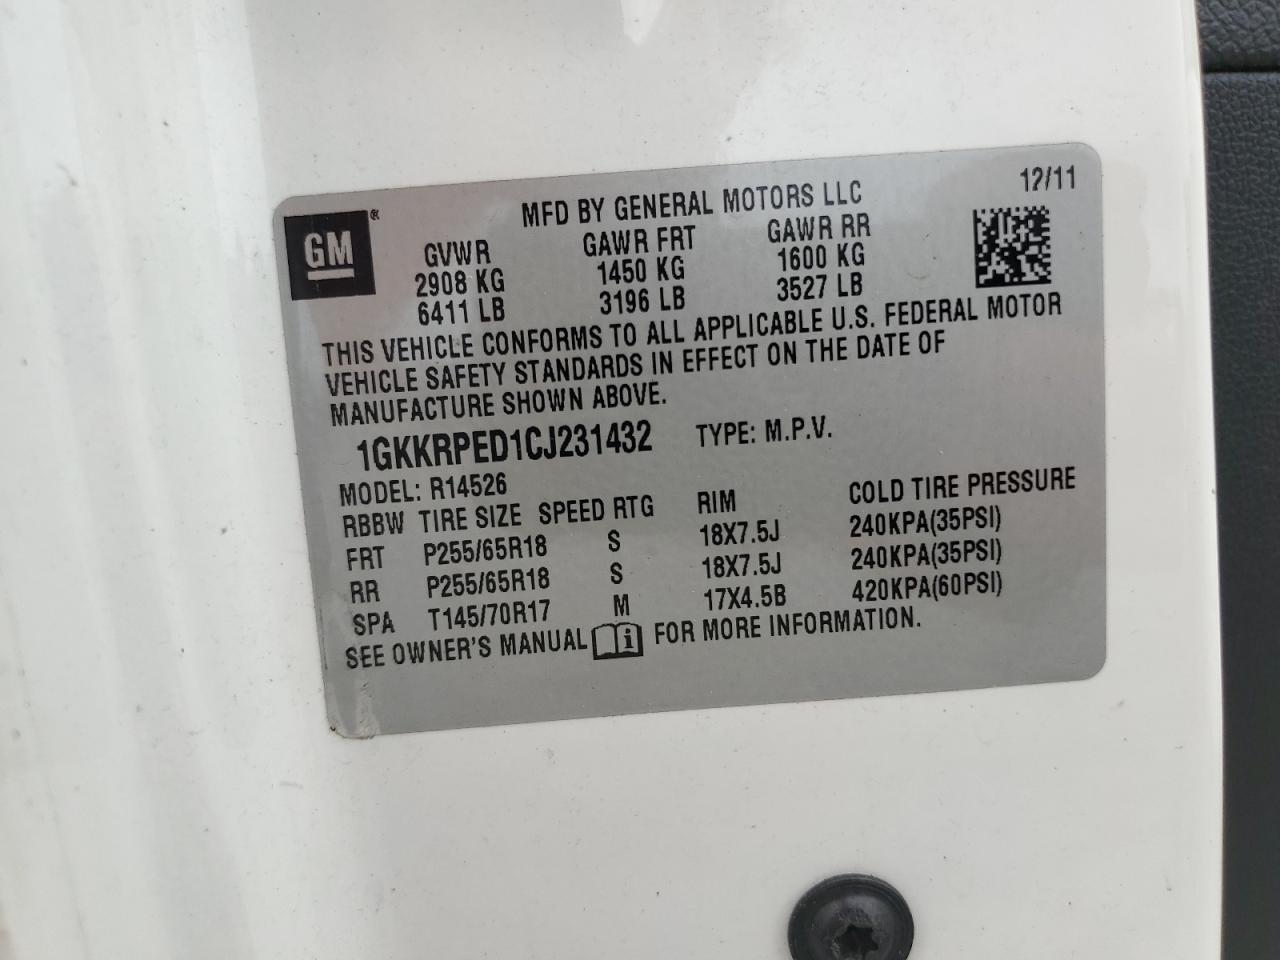 GM®
MFD BY GENERAL MOTORS LLC 12/11
GVWR GAWR FRT GAWR RR
2908 KG 1450 KG 1600 KG
6411 LB 3196 LB 3527 LB
THIS VEHICLE CONFORMS TO ALL APPLICABLE U.S. FEDERAL MOTOR
VEHICLE SAFETY STANDARDS IN EFFECT ON THE DATE OF
MANUFACTURE SHOWN ABOVE.
1GKKRPED1CJ231432 TYPE: M.P.V.
MODEL: R14526
RBBW TIRE SIZE SPEED RTG RIM COLD TIRE PRESSURE
FRT P255/65R18 S 18X7.5J 240KPA(35PSI)
RR P255/65R18 S 18X7.5J 240KPA(35PSI)
SPA T145/70R17 M 17X4.5B 420KPA(60PSI)
SEE OWNER'S MANUAL i FOR MORE INFORMATION.